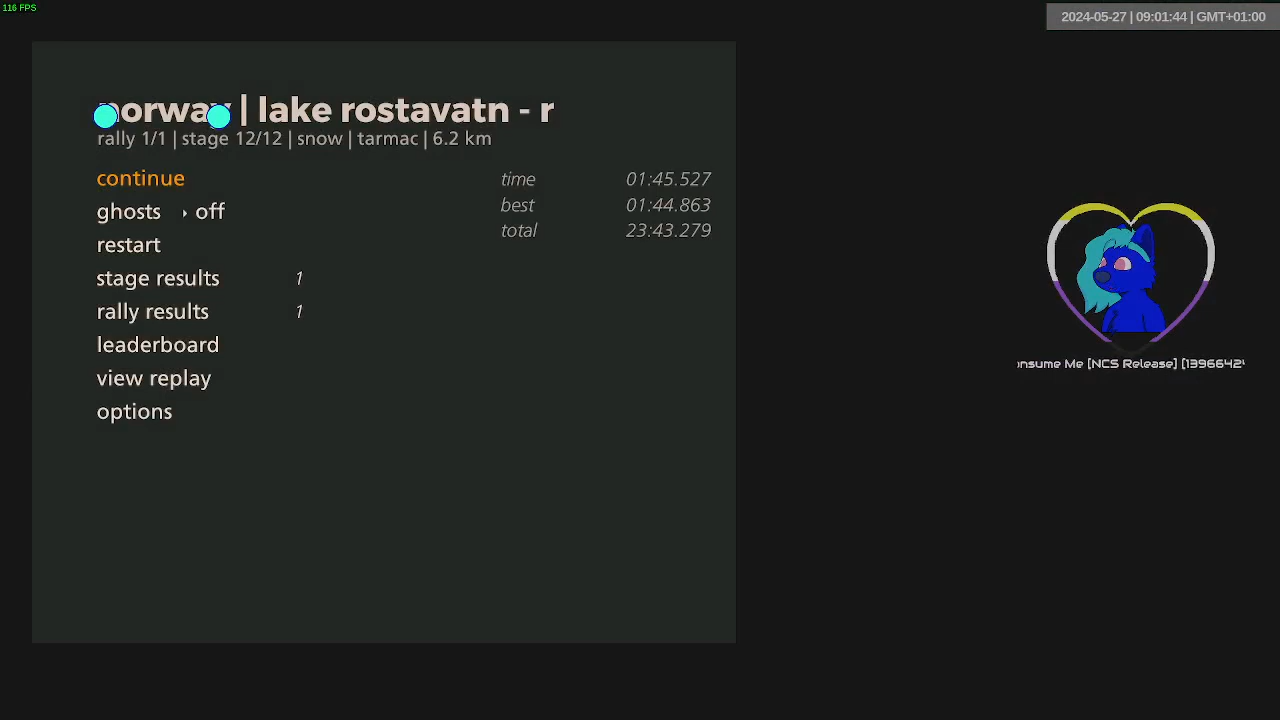 116 FPS
2024-05-27 | 09:01:44 | GMT+01:00
norway | lake rostavatn - r
rally 1/1 | stage 12/12 | snow | tarmac | 6.2 km
continue
ghosts ‣ off
restart
stage results 1
rally results 1
leaderboard
view replay
options
time 01:45.527
best 01:44.863
total 23:43.279
nsume Me [NCS Release] [1396642